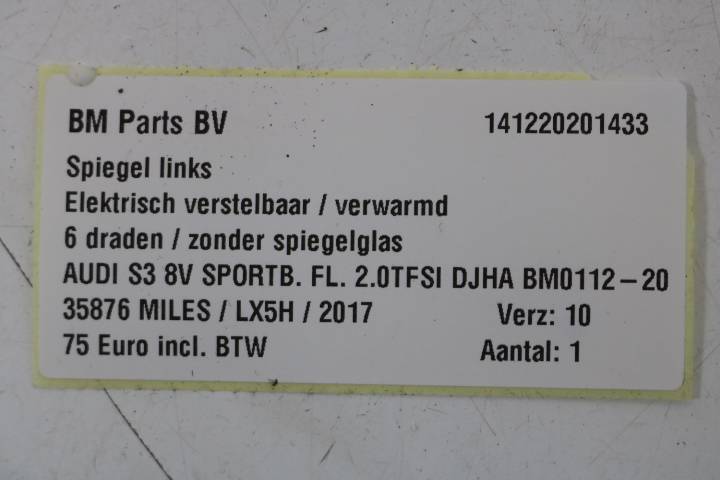 BM Parts BV 141220201433
Spiegel links
Elektrisch verstelbaar / verwarmd
6 draden / zonder spiegelglas
AUDI S3 8V SPORTB. FL. 2.0TFSI DJHA BM0112-20
35876 MILES / LX5H / 2017 Verz: 10
75 Euro incl. BTW Aantal: 1